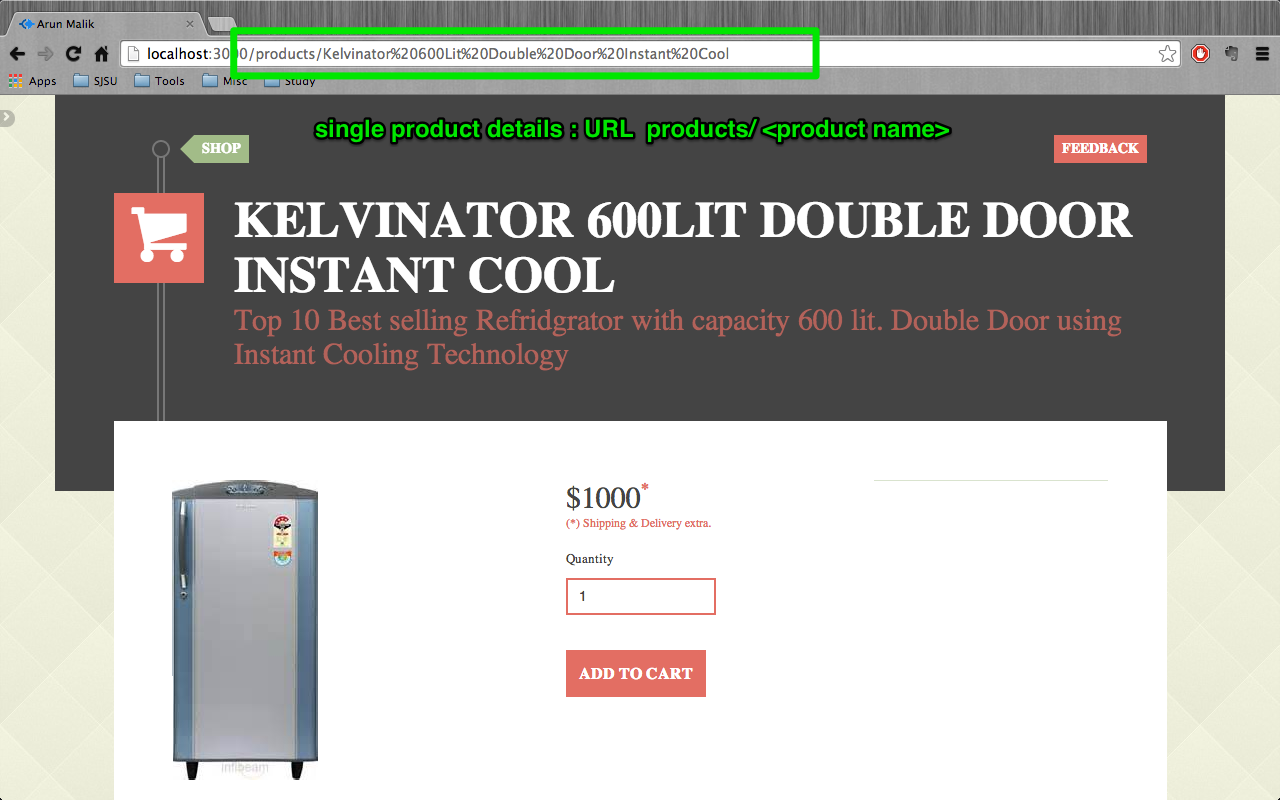 Arun Malik
localhost:3000/products/Kelvinator%20600Lit%20Double%20Door%20Instant%20Cool
Apps SJSU Tools Misc Study
single product details : URL products/ <product name>
SHOP
FEEDBACK
KELVINATOR 600LIT DOUBLE DOOR
INSTANT COOL
Top 10 Best selling Refridgrator with capacity 600 lit. Double Door using
Instant Cooling Technology
$1000*
(*) Shipping & Delivery extra.
Quantity
1
ADD TO CART
infibeam